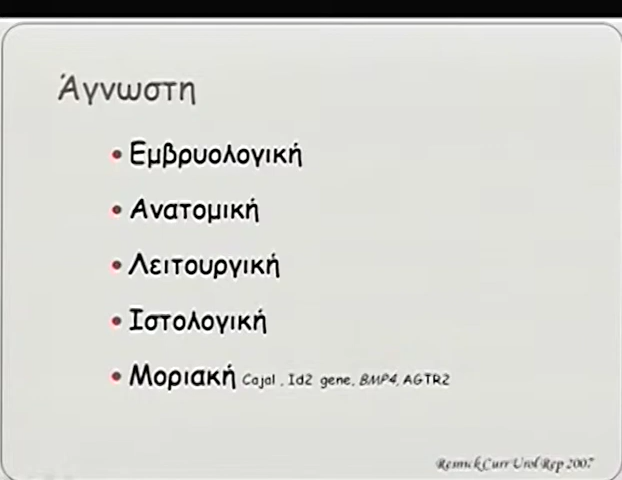 Άγνωστη
• Εμβρυολογική
• Ανατομική
• Λειτουργική
• Ιστολογική
• Μοριακή Cajal , Id2 gene, BMP4, AGTR2
Resnick Curr Urol Rep 2007